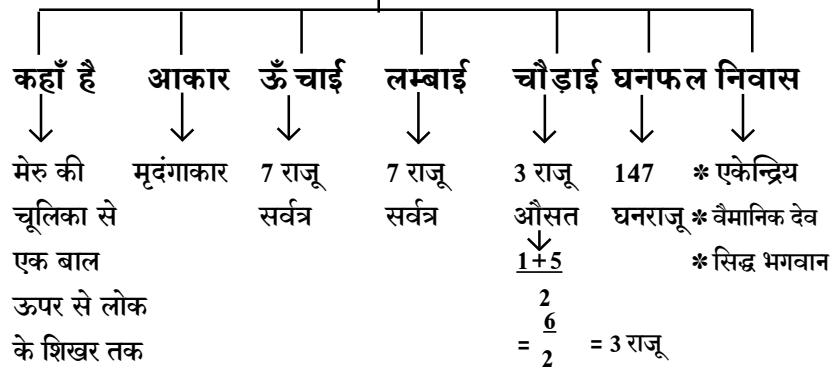 कहाँ है आकार ऊँचाई लम्बाई चौड़ाई घनफल निवास
मेरु की मृदंगाकार 7 राजू 7 राजू 3 राजू 147 * एकेन्द्रिय
चूलिका से सर्वत्र सर्वत्र औसत घनराजू * वैमानिक देव
एक बाल 1+5 * सिद्ध भगवान
ऊपर से लोक 2
के शिखर तक = 6/2 = 3 राजू